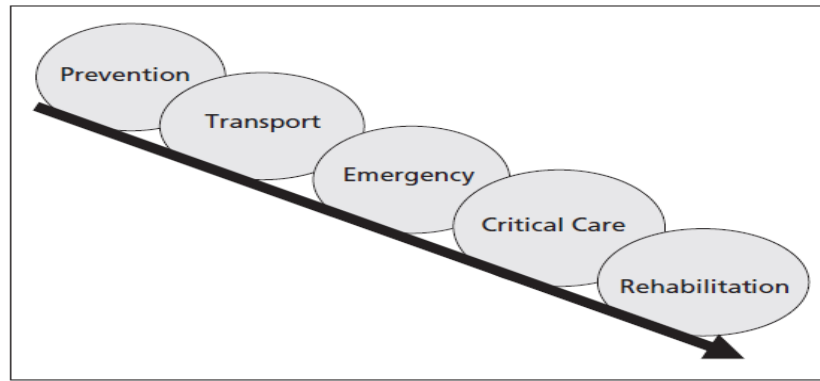 Prevention
Transport
Emergency
Critical Care
Rehabilitation